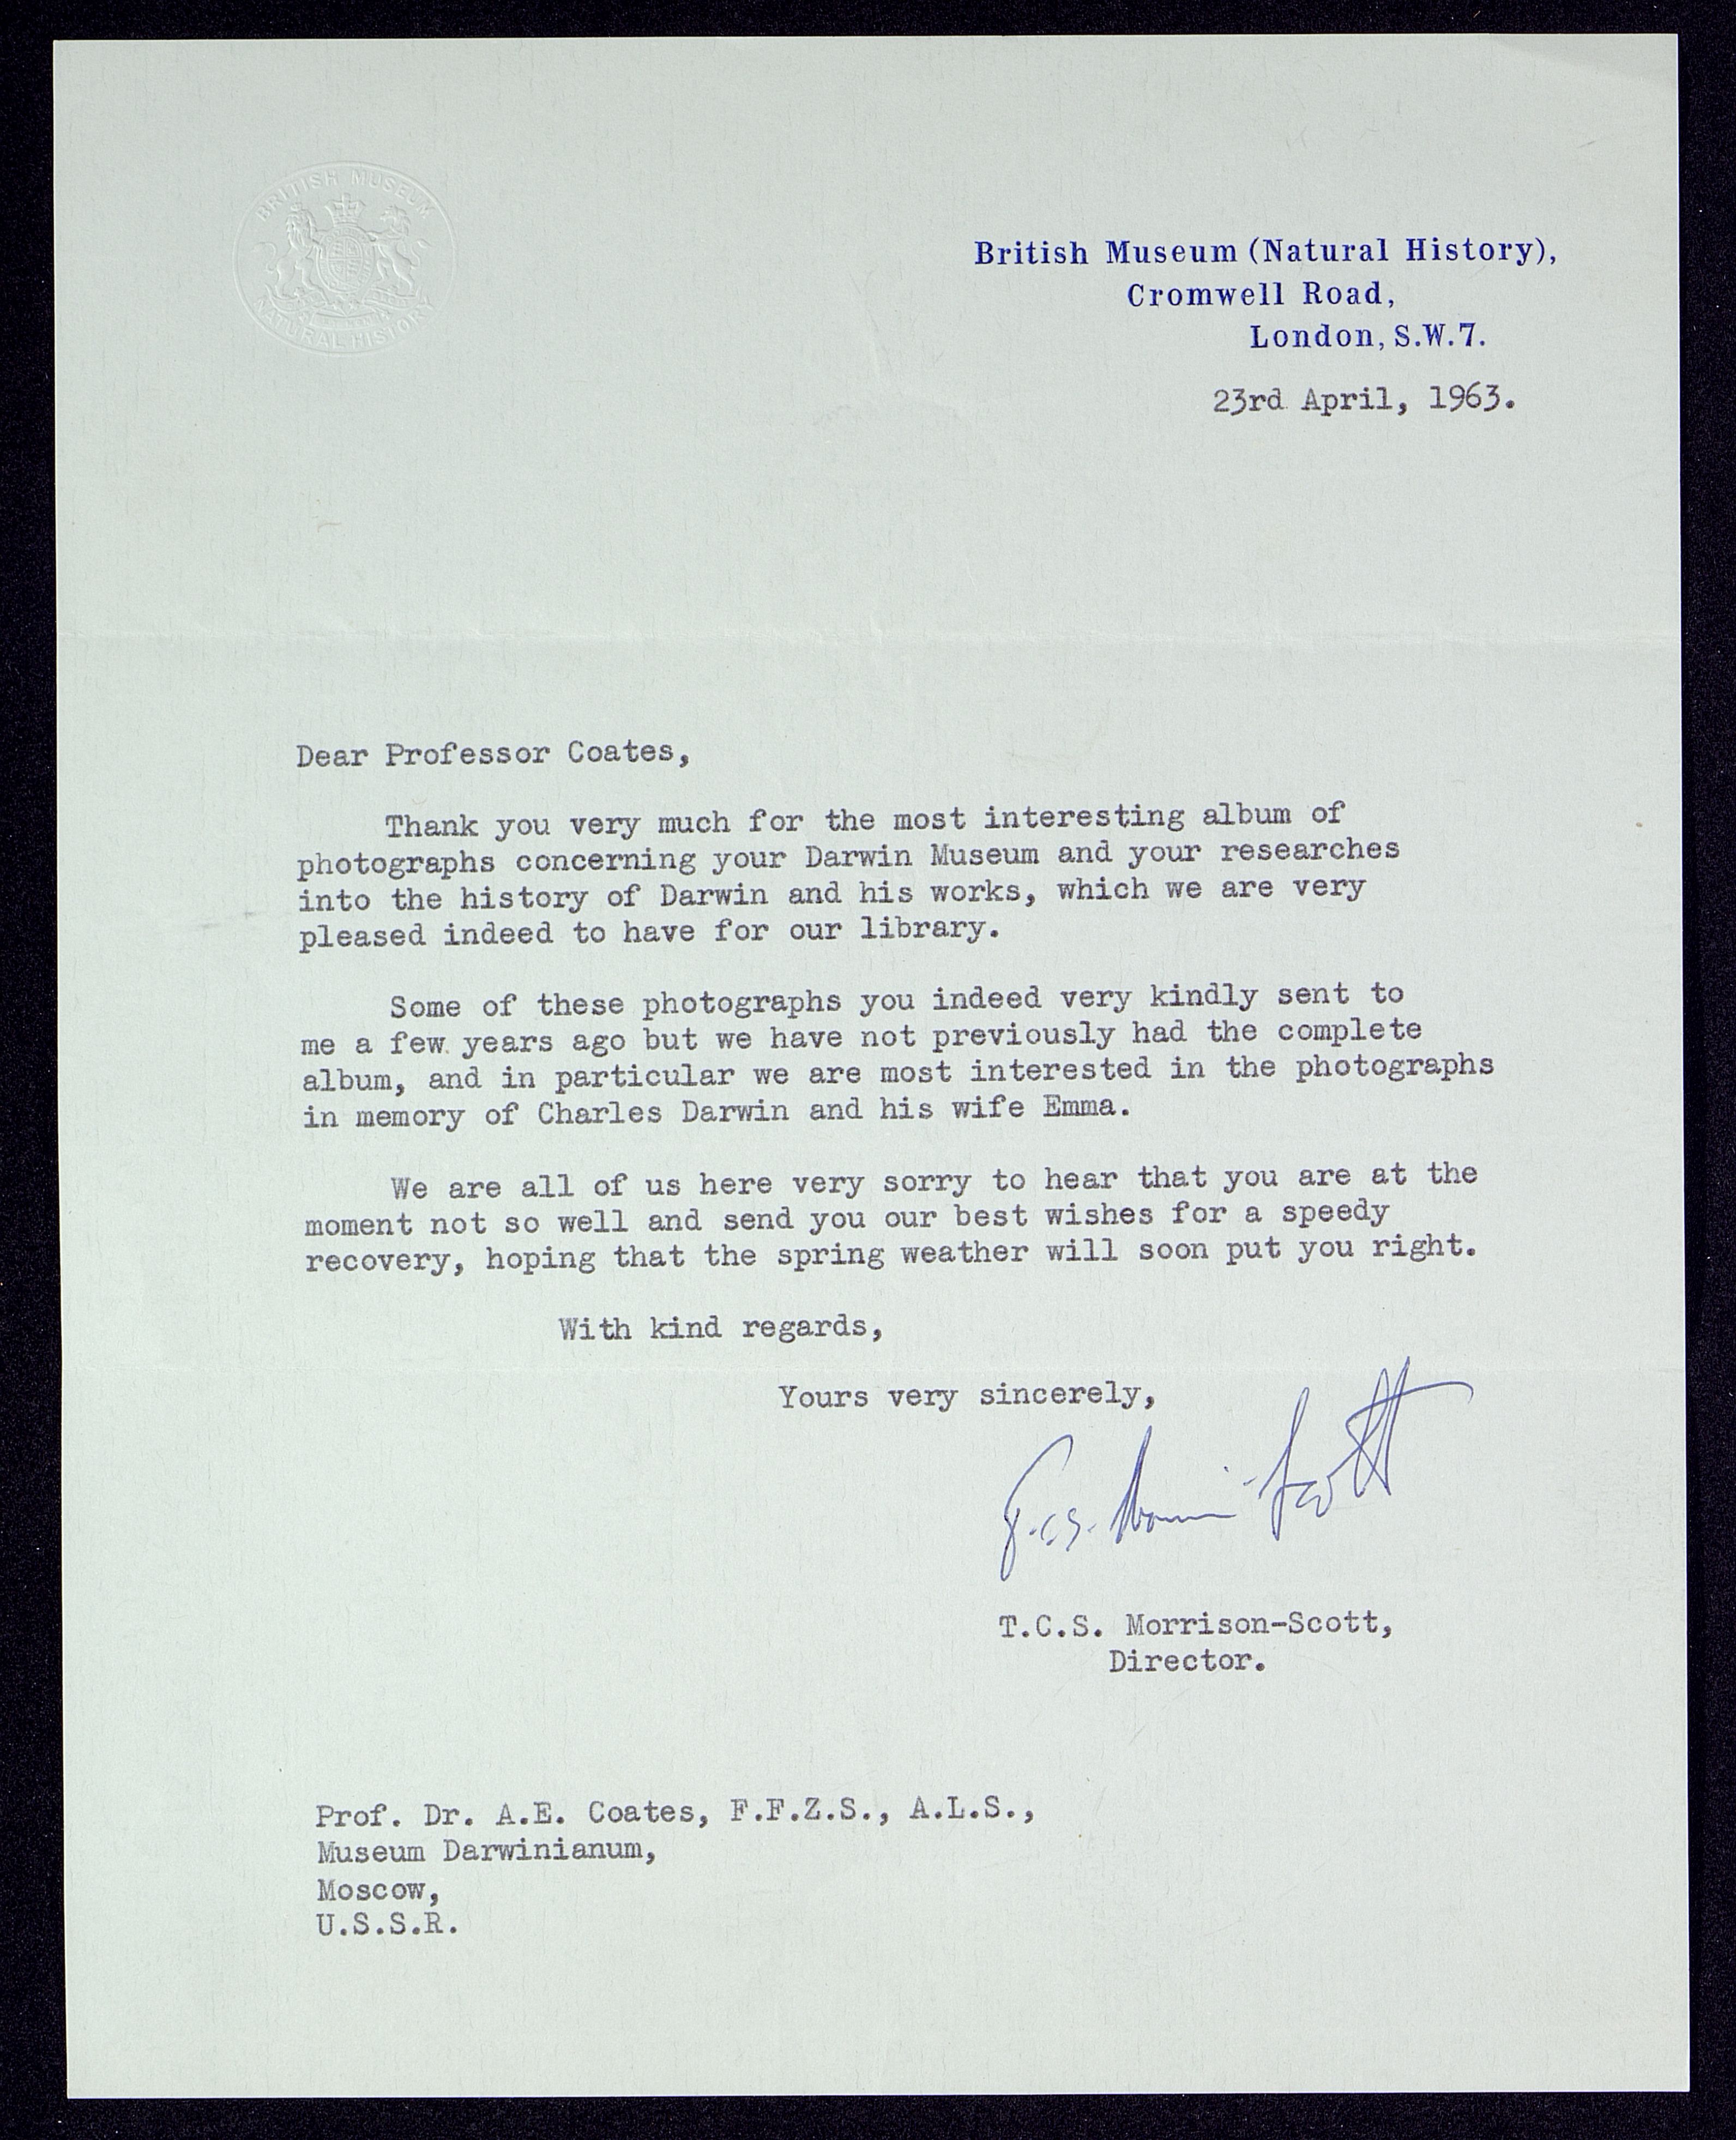 BRITISH MUSEUM
NATURAL HISTORY
British Museum (Natural History),
Cromwell Road,
London, S.W.7.
23rd April, 1963.
Dear Professor Coates,
Thank you very much for the most interesting album of
photographs concerning your Darwin Museum and your researches
into the history of Darwin and his works, which we are very
pleased indeed to have for our library.
Some of these photographs you indeed very kindly sent to
me a few years ago but we have not previously had the complete
album, and in particular we are most interested in the photographs
in memory of Charles Darwin and his wife Emma.
We are all of us here very sorry to hear that you are at the
moment not so well and send you our best wishes for a speedy
recovery, hoping that the spring weather will soon put you right.
With kind regards,
Yours very sincerely,
T.C.S. Morrison-Scott
T.C.S. Morrison-Scott,
Director.
Prof. Dr. A.E. Coates, F.F.Z.S., A.L.S.,
Museum Darwinianum,
Moscow,
U.S.S.R.